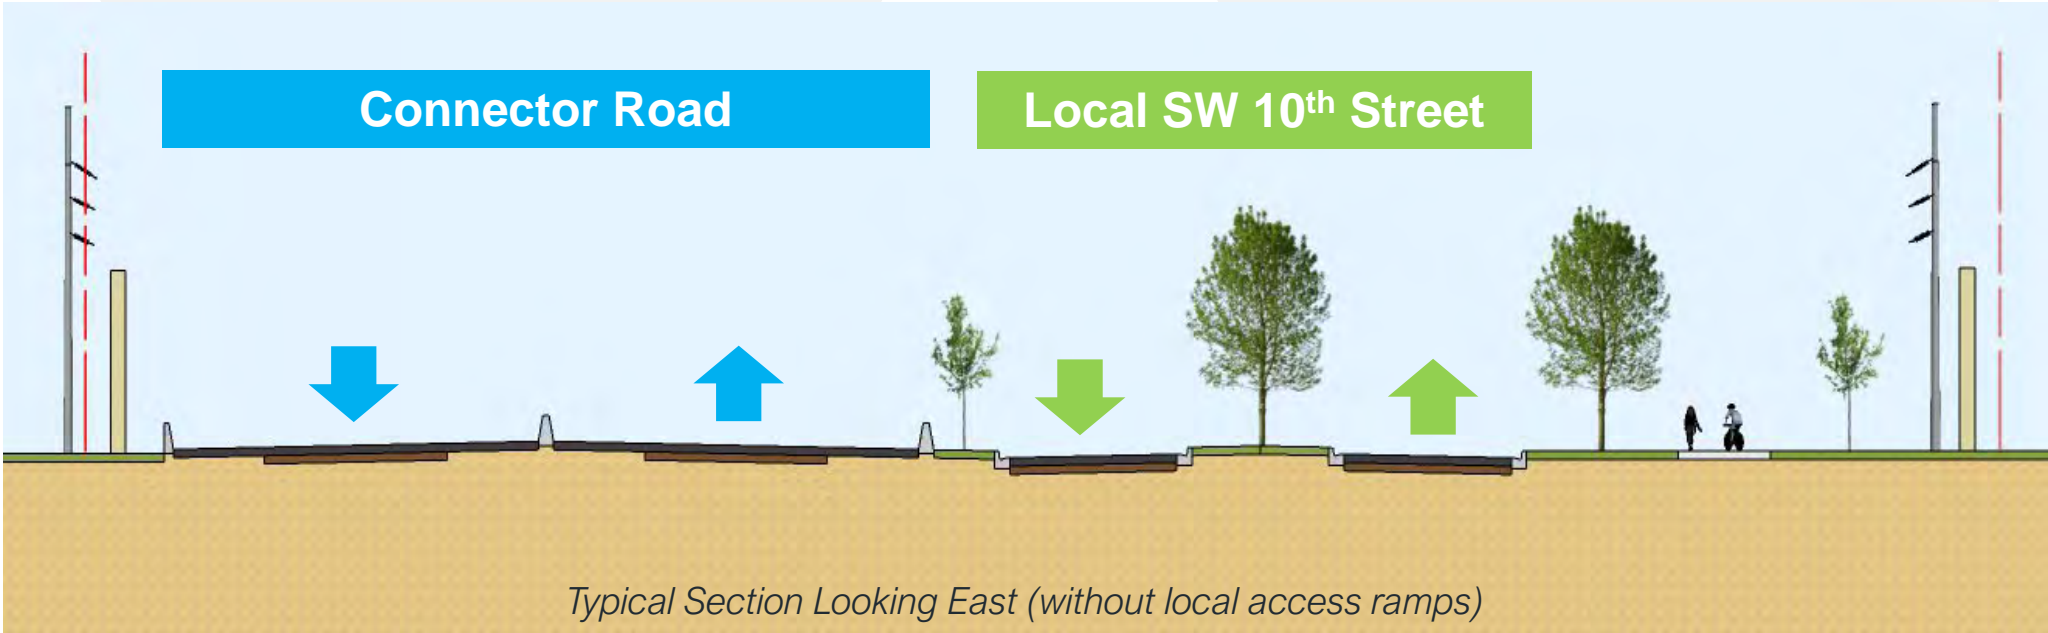 Connector Road
Local SW 10th Street
Typical Section Looking East (without local access ramps)